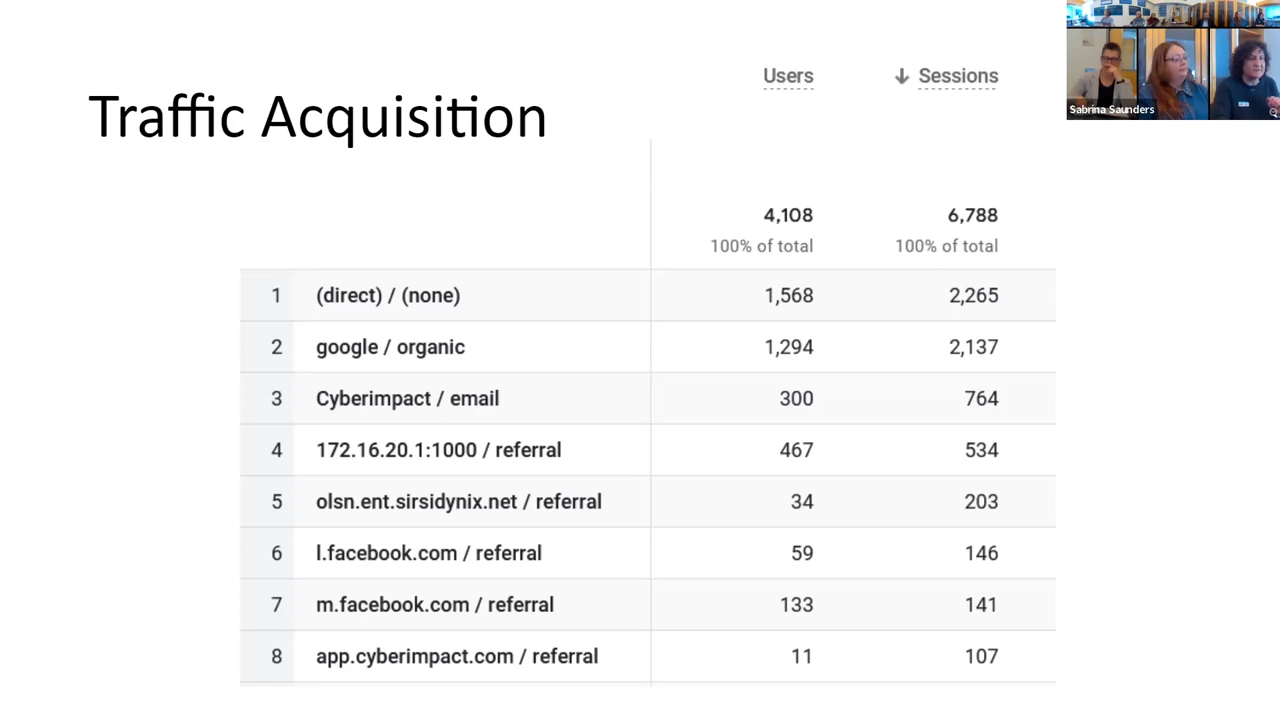 Traffic Acquisition
Users ↓ Sessions
4,108 6,788
100% of total 100% of total
1 (direct) / (none) 1,568 2,265
2 google / organic 1,294 2,137
3 Cyberimpact / email 300 764
4 172.16.20.1:1000 / referral 467 534
5 olsn.ent.sirsidynix.net / referral 34 203
6 l.facebook.com / referral 59 146
7 m.facebook.com / referral 133 141
8 app.cyberimpact.com / referral 11 107
Sabrina Saunders